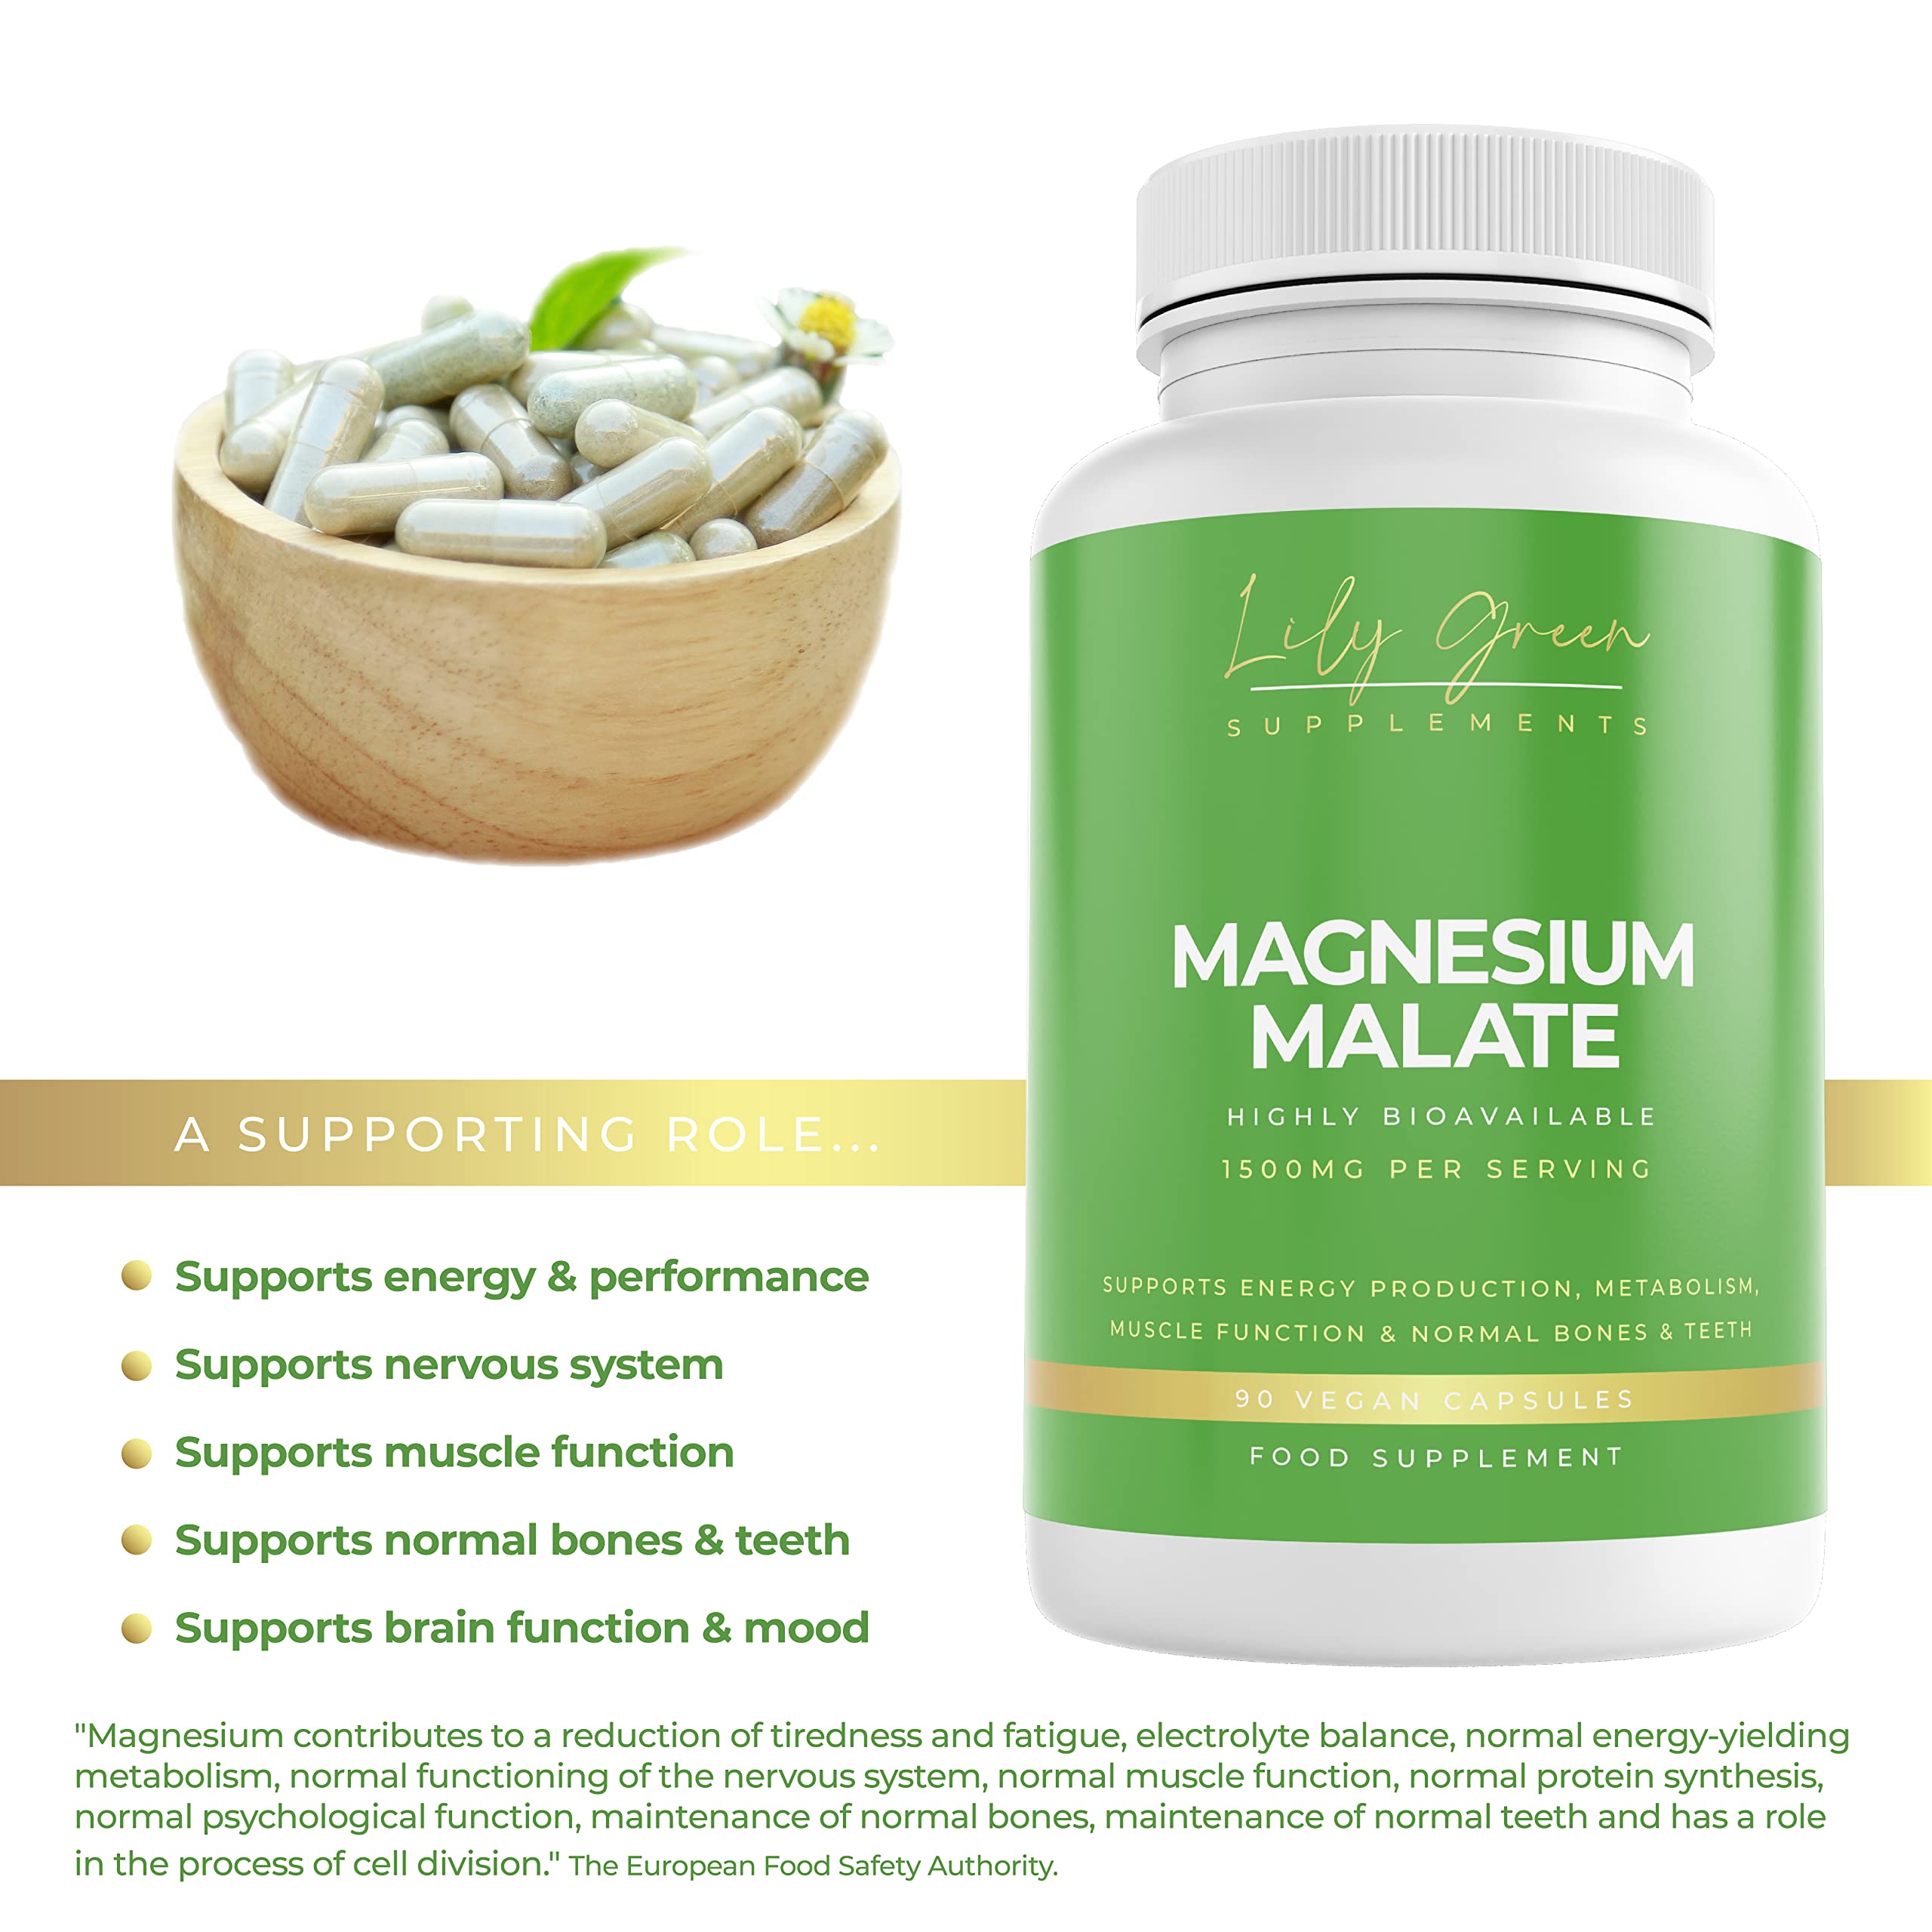 Lily Green
SUPPLEMENTS
MAGNESIUM
MALATE
HIGHLY BIOAVAILABLE
1500MG PER SERVING
SUPPORTS ENERGY PRODUCTION, METABOLISM,
MUSCLE FUNCTION & NORMAL BONES & TEETH
90 VEGAN CAPSULES
FOOD SUPPLEMENT
A SUPPORTING ROLE...
Supports energy & performance
Supports nervous system
Supports muscle function
Supports normal bones & teeth
Supports brain function & mood
"Magnesium contributes to a reduction of tiredness and fatigue, electrolyte balance, normal energy-yielding
metabolism, normal functioning of the nervous system, normal muscle function, normal protein synthesis,
normal psychological function, maintenance of normal bones, maintenance of normal teeth and has a role
in the process of cell division." The European Food Safety Authority.